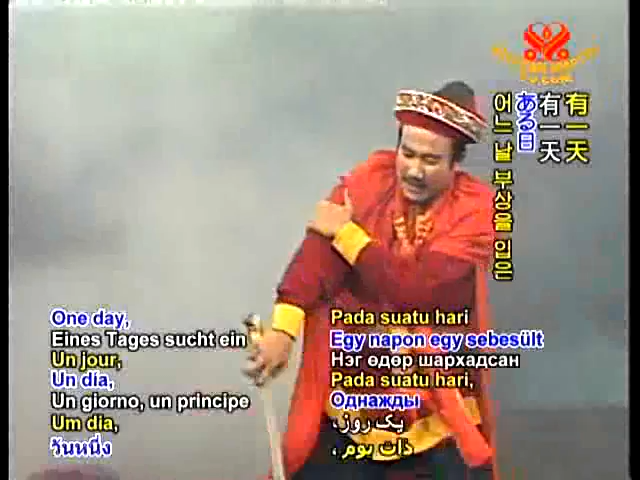 有一天
有一天
ある日
어느 날 부상을 입은
One day,
Eines Tages sucht ein
Un jour,
Un día,
Un giorno, un principe
Um dia,
วันหนึ่ง
Pada suatu hari
Egy napon egy sebesült
Нэг өдөр шархадсан
Pada suatu hari,
Однажды
یک روز،
ذات يوم ،